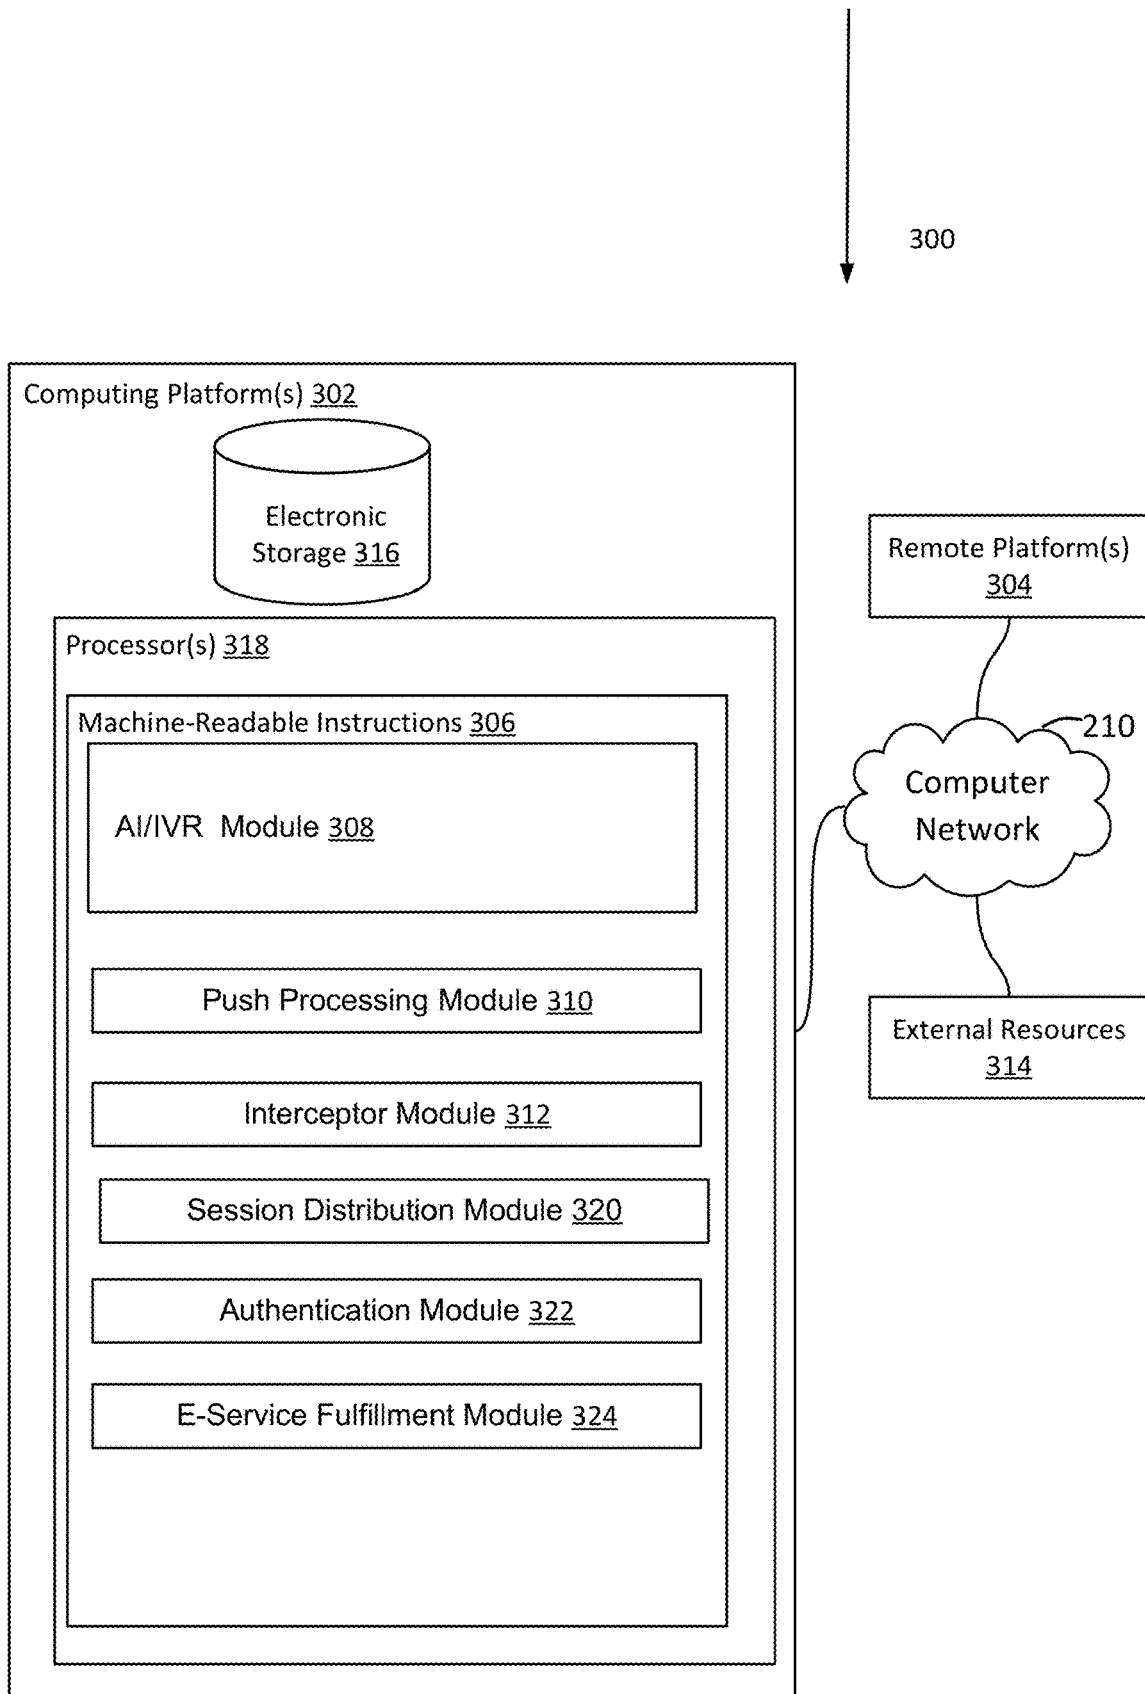 300
Computing Platform(s) 302
Electronic
Storage 316
Processor(s) 318
Machine-Readable Instructions 306
AI/IVR Module 308
Push Processing Module 310
Interceptor Module 312
Session Distribution Module 320
Authentication Module 322
E-Service Fulfillment Module 324
Remote Platform(s)
304
210
Computer
Network
External Resources
314